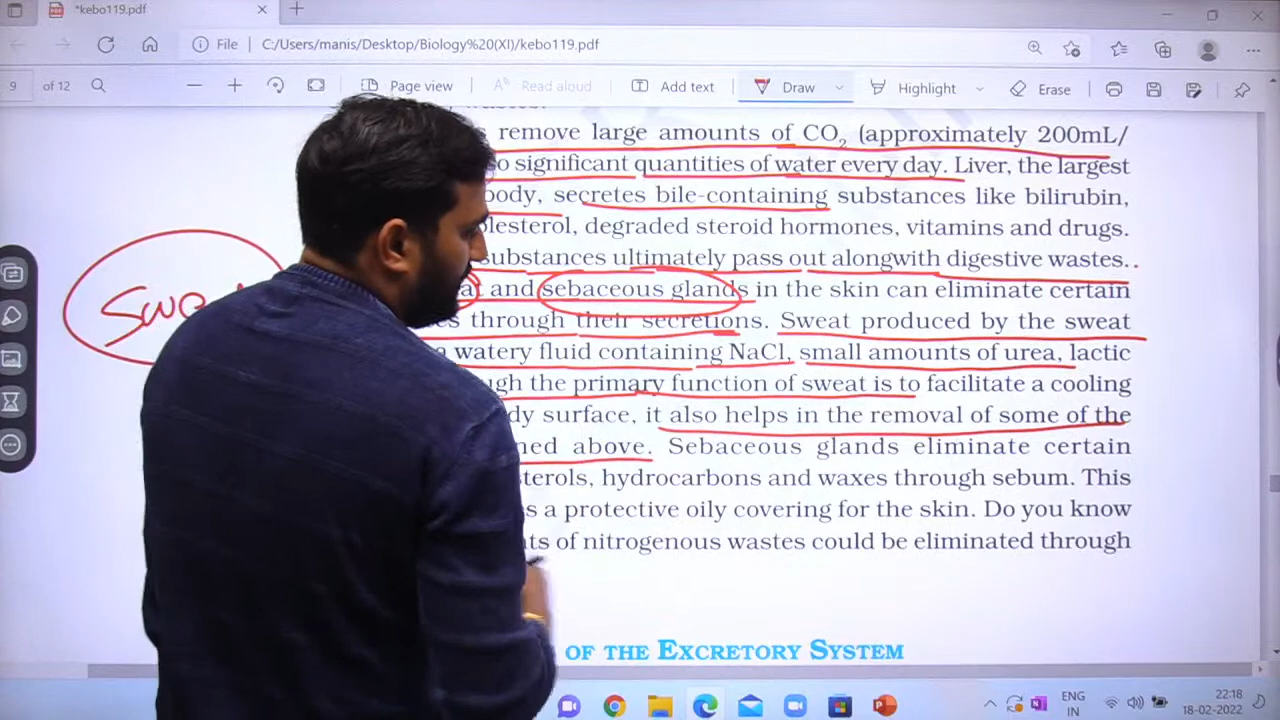 *kebo119.pdf
File C:/Users/manis/Desktop/Biology%20(XI)/kebo119.pdf
9 of 12 Page view Read aloud Add text Draw Highlight Erase
remove large amounts of CO₂ (approximately 200mL/
so significant quantities of water every day. Liver, the largest
body, secretes bile-containing substances like bilirubin,
degraded steroid hormones, vitamins and drugs.
substances ultimately pass out alongwith digestive wastes.
and sebaceous glands in the skin can eliminate certain
through their secretions. Sweat produced by the sweat
watery fluid containing NaCl, small amounts of urea, lactic
the primary function of sweat is to facilitate a cooling
surface, it also helps in the removal of some of the
above. Sebaceous glands eliminate certain
sterols, hydrocarbons and waxes through sebum. This
a protective oily covering for the skin. Do you know
of nitrogenous wastes could be eliminated through
OF THE EXCRETORY SYSTEM
ENG
IN
22:18
18-02-2022